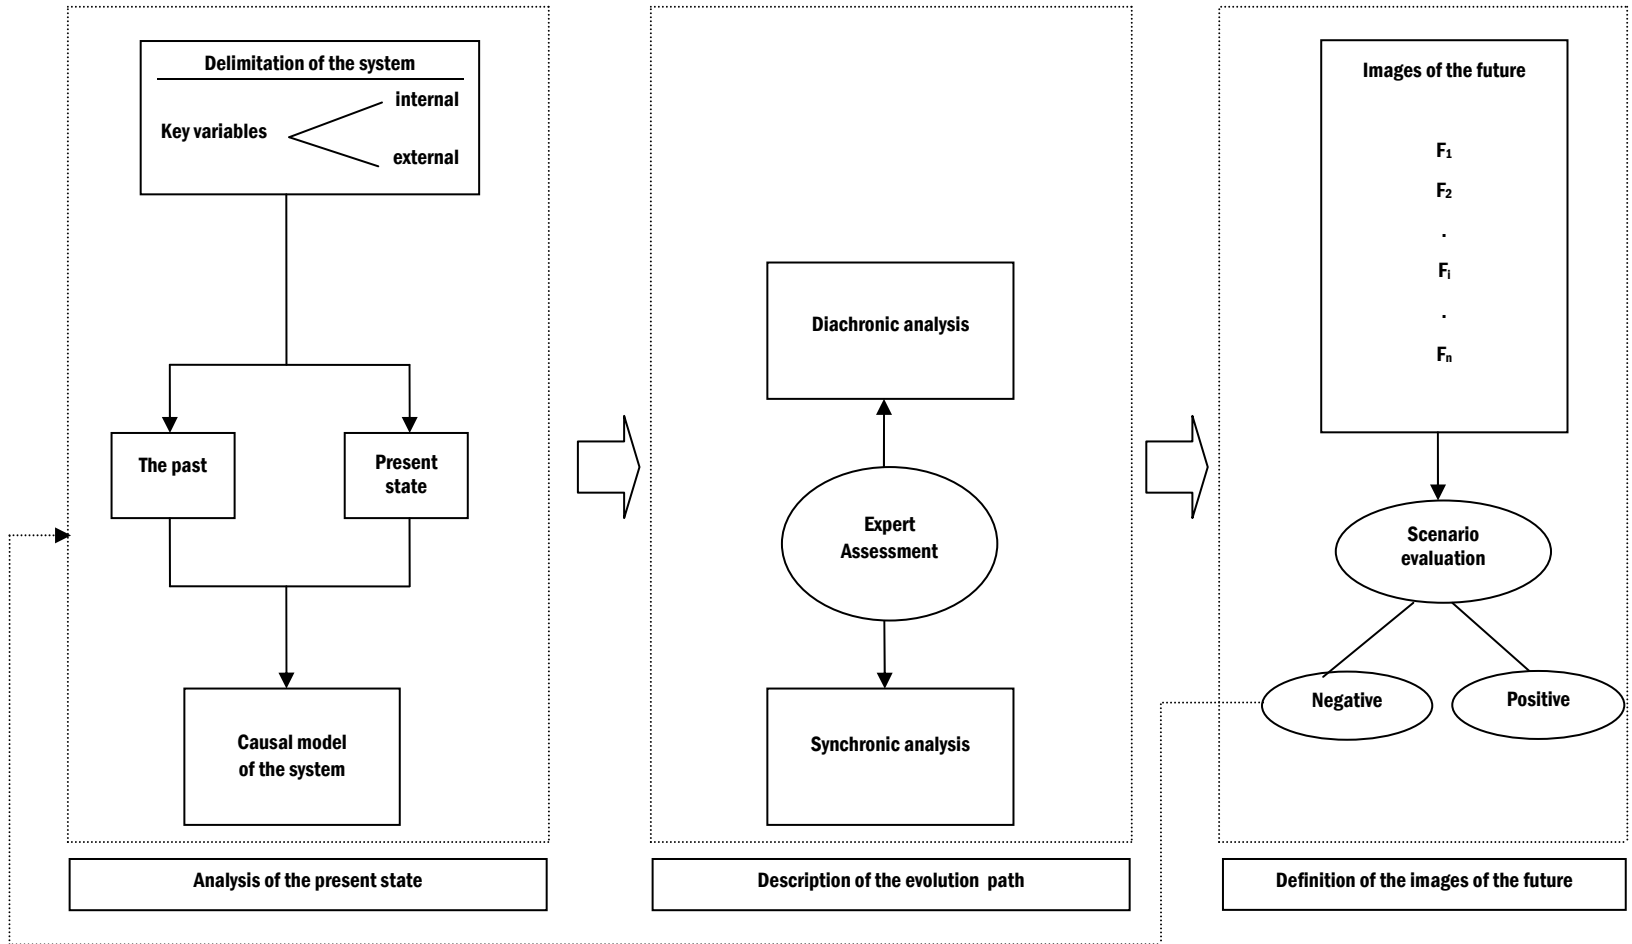 Delimitation of the system
internal
Key variables
external
The past
Present
state
Causal model
of the system
Analysis of the present state
Diachronic analysis
Expert
Assessment
Synchronic analysis
Description of the evolution path
Images of the future
F₁
F₂
.
Fᵢ
.
Fₙ
Scenario
evaluation
Negative
Positive
Definition of the images of the future